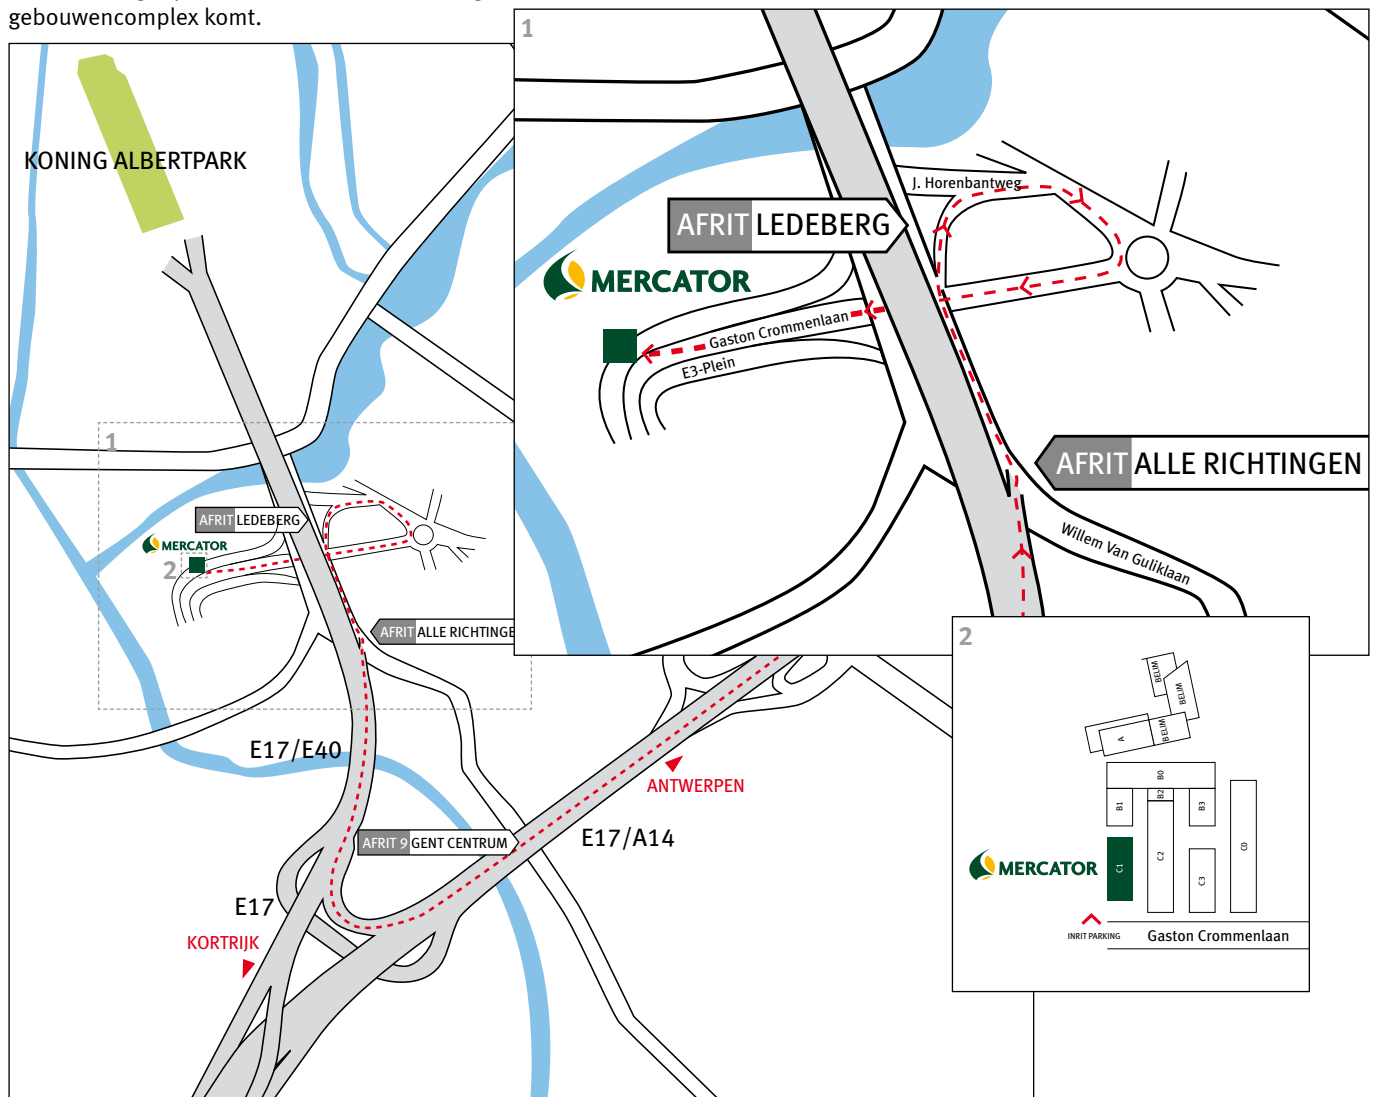 gebouwencomplex komt.
KONING ALBERTPARK
1
AFRIT LEDEBERG
MERCATOR
2
AFRIT ALLE RICHTINGE
E17/E40
ANTWERPEN
E17/A14
AFRIT 9 GENT CENTRUM
E17
KORTRIJK
1
J. Horenbantweg
AFRIT LEDEBERG
MERCATOR
Gaston Crommenlaan
E3-Plein
AFRIT ALLE RICHTINGEN
Willem Van Guliklaan
2
BELIM
BELIM
BELIM
A
B0
B1
B2
B3
C1
C2
C3
C0
MERCATOR
INRIT PARKING
Gaston Crommenlaan